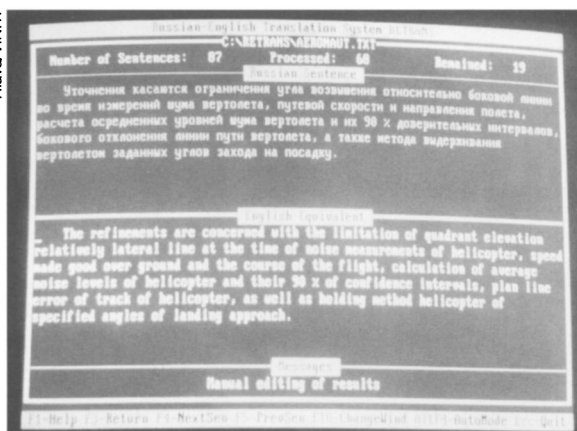 Russian-English Translation System
C:\RETRANS\AERONAUT.TXT
Number of Sentences: 87 Processed: 68 Remained: 19
Russian Sentence
Уточнения касаются ограничения угла возвышения относительно боковой линии
во время измерений шума вертолета, путевой скорости и направления полета,
расчета осредненных уровней шума вертолета и их 90 % доверительных интервалов,
бокового отклонения линии пути вертолета, а также метода выдерживания
вертолетом заданных углов захода на посадку.
English Equivalent
The refinements are concerned with the limitation of quadrant elevation
relatively lateral line at the time of noise measurements of helicopter, speed
made good over ground and the course of the flight, calculation of average
noise levels of helicopter and their 90 % of confidence intervals, plan line
error of track of helicopter, as well as holding method helicopter of
specified angles of landing approach.
Messages
Manual editing of results
F1-Help Return NextSen PrevSen ChangeWind AutoMode Quit